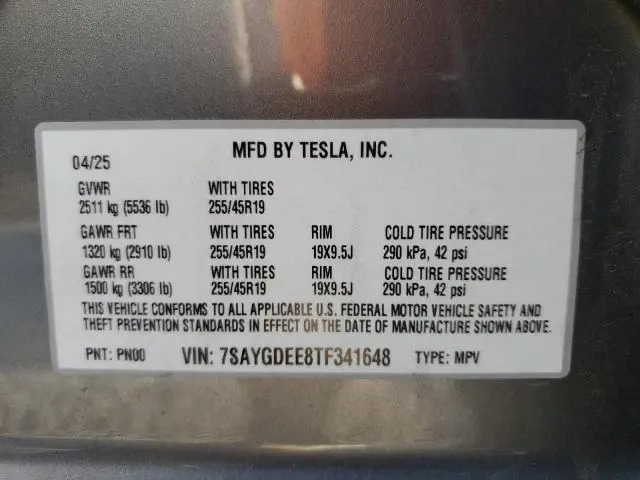 MFD BY TESLA, INC.
04/25
GVWR WITH TIRES
2511 kg (5536 lb) 255/45R19
GAWR FRT WITH TIRES RIM COLD TIRE PRESSURE
1320 kg (2910 lb) 255/45R19 19X9.5J 290 kPa, 42 psi
GAWR RR WITH TIRES RIM COLD TIRE PRESSURE
1500 kg (3306 lb) 255/45R19 19X9.5J 290 kPa, 42 psi
THIS VEHICLE CONFORMS TO ALL APPLICABLE U.S. FEDERAL MOTOR VEHICLE SAFETY AND
THEFT PREVENTION STANDARDS IN EFFECT ON THE DATE OF MANUFACTURE SHOWN ABOVE.
PNT: PN00 VIN: 7SAYGDEE8TF341648 TYPE: MPV